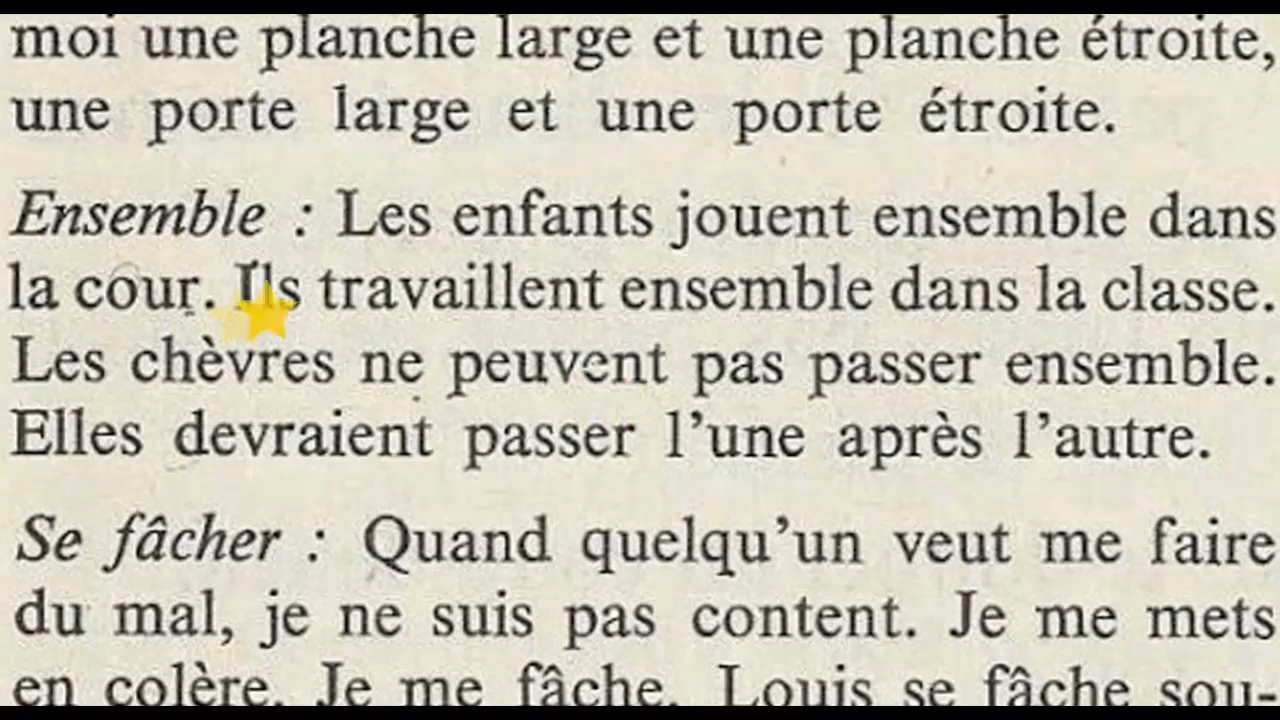 moi une planche large et une planche étroite,
une porte large et une porte étroite.
Ensemble : Les enfants jouent ensemble dans
la cour. Ils travaillent ensemble dans la classe.
Les chèvres ne peuvent pas passer ensemble.
Elles devraient passer l'une après l'autre.
Se fâcher : Quand quelqu'un veut me faire
du mal, je ne suis pas content. Je me mets
en colère. Je me fâche. Louis se fâche sou-